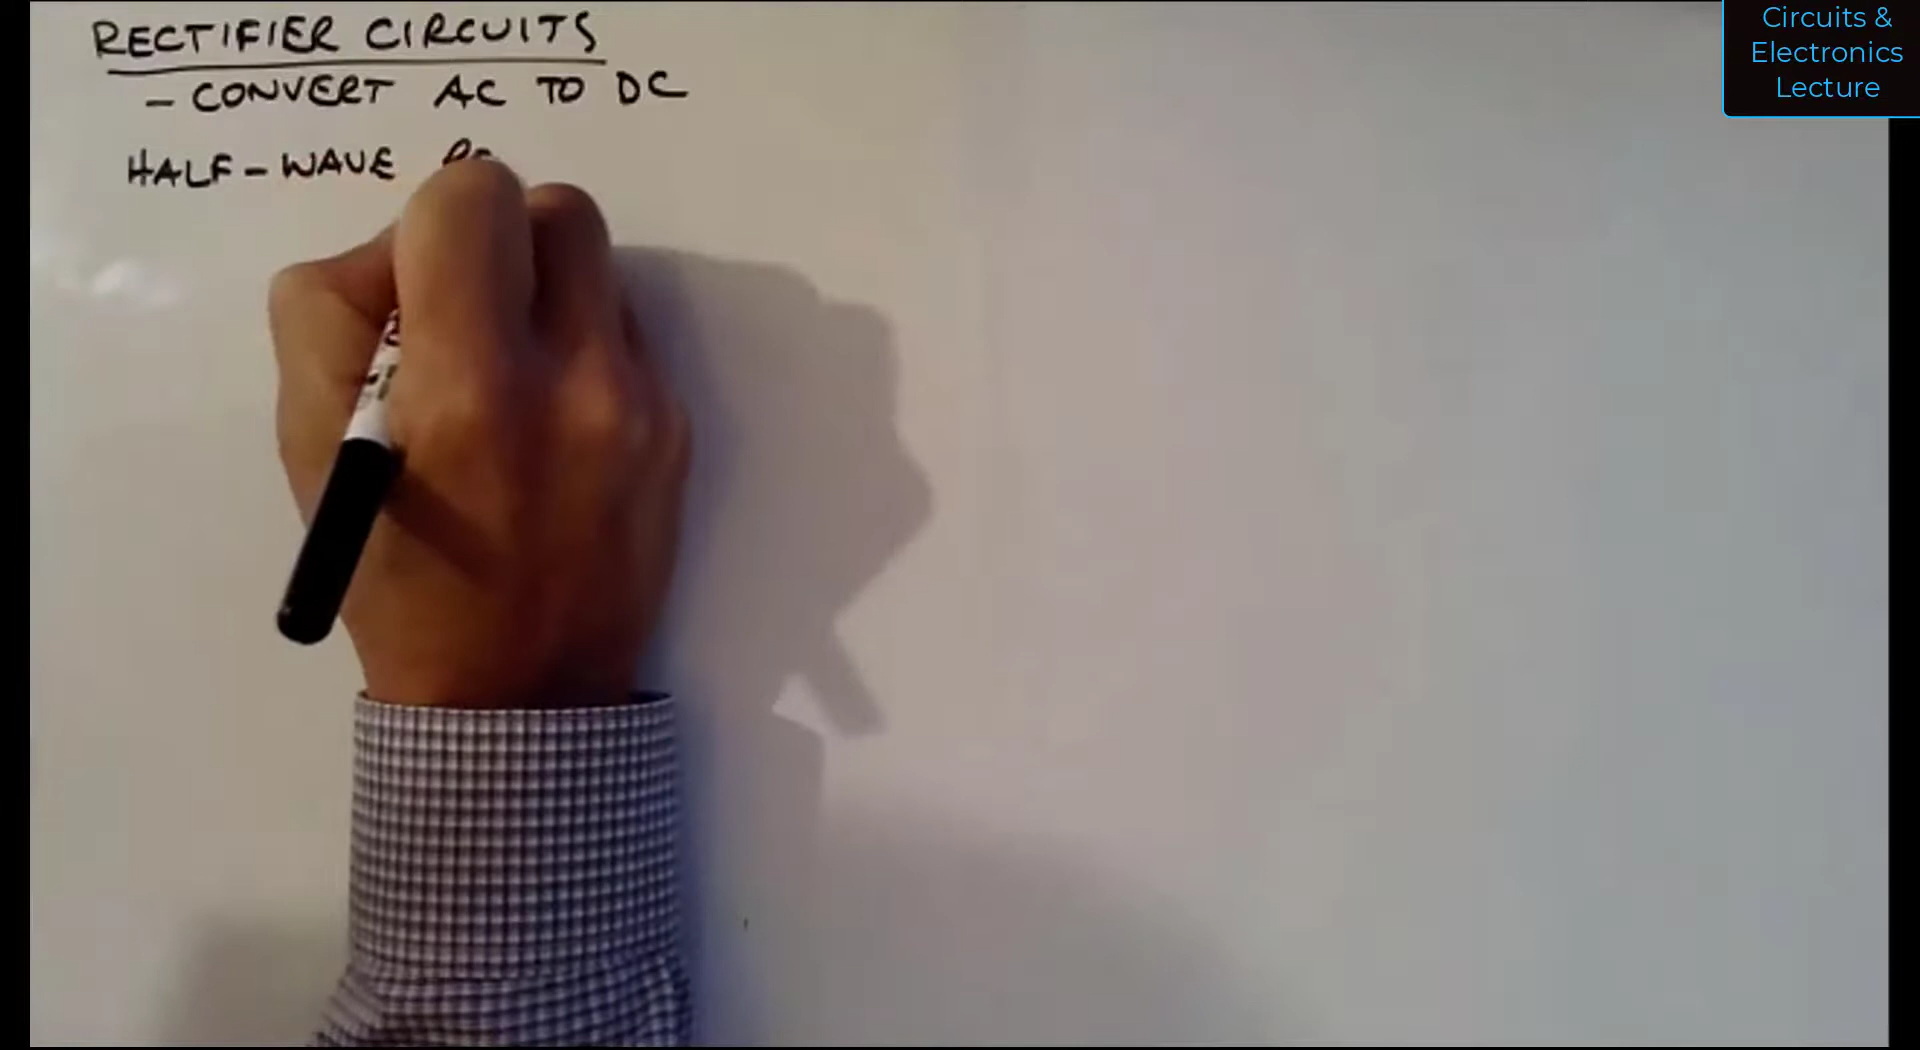 RECTIFIER CIRCUITS
- CONVERT AC TO DC
HALF-WAVE
Circuits &
Electronics
Lecture